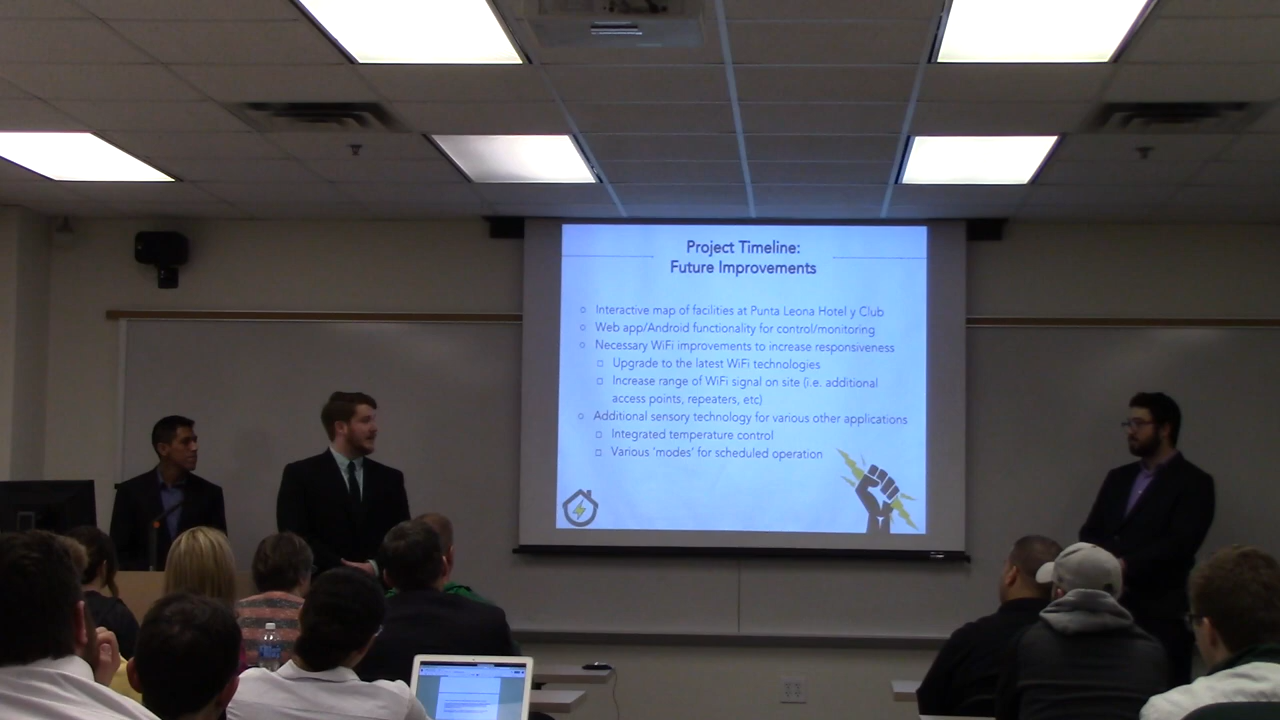 Project Timeline:
Future Improvements
○ Interactive map of facilities at Punta Leona Hotel y Club
○ Web app/Android functionality for control/monitoring
○ Necessary WiFi improvements to increase responsiveness
□ Upgrade to the latest WiFi technologies
□ Increase range of WiFi signal on site (i.e. additional
access points, repeaters, etc)
○ Additional sensory technology for various other applications
□ Integrated temperature control
□ Various 'modes' for scheduled operation